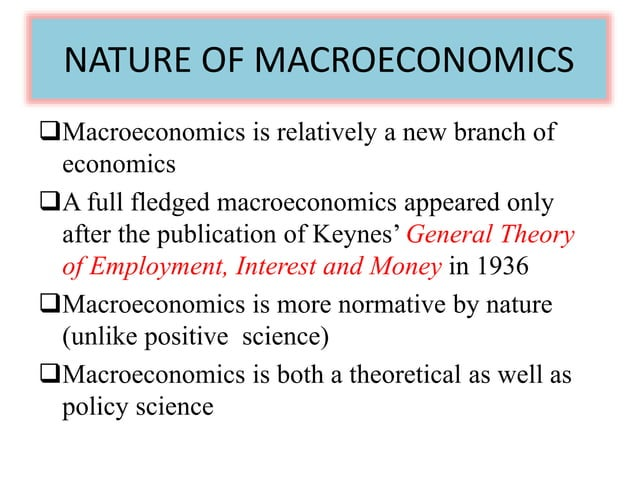 NATURE OF MACROECONOMICS
❑Macroeconomics is relatively a new branch of
economics
❑A full fledged macroeconomics appeared only
after the publication of Keynes’ General Theory
of Employment, Interest and Money in 1936
❑Macroeconomics is more normative by nature
(unlike positive  science)
❑Macroeconomics is both a theoretical as well as
policy science